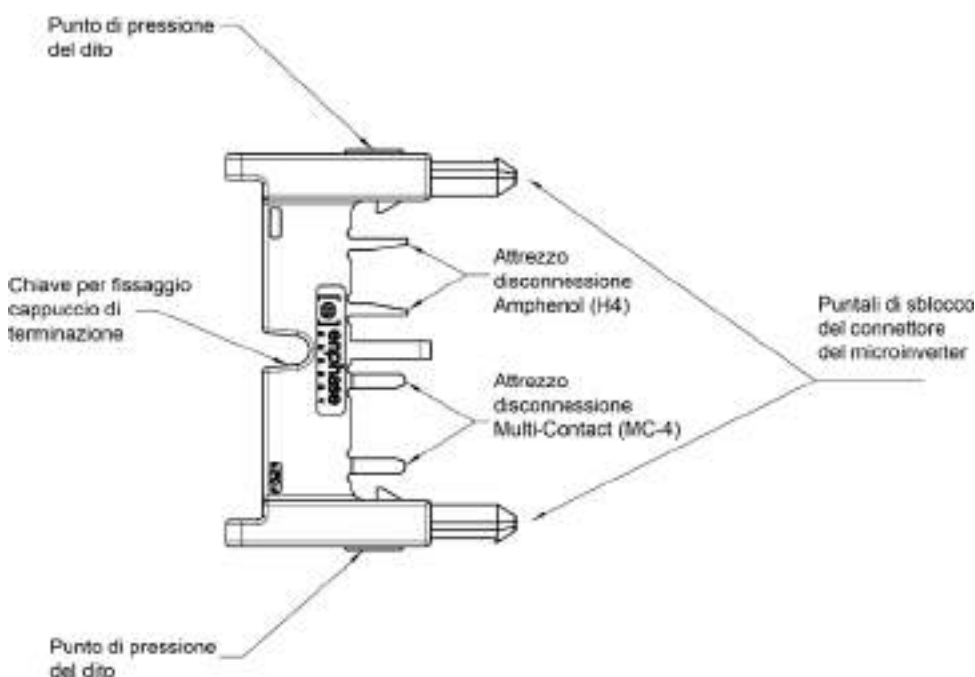 Punto di pressione
del dito
Attrezzo
disconnessione
Amphenol (H4)
Chiave per fissaggio
cappuccio di
terminazione
Puntali di sblocco
del connettore
del microinverter
enphase
Attrezzo
disconnessione
Multi-Contact (MC-4)
Punto di pressione
del dito